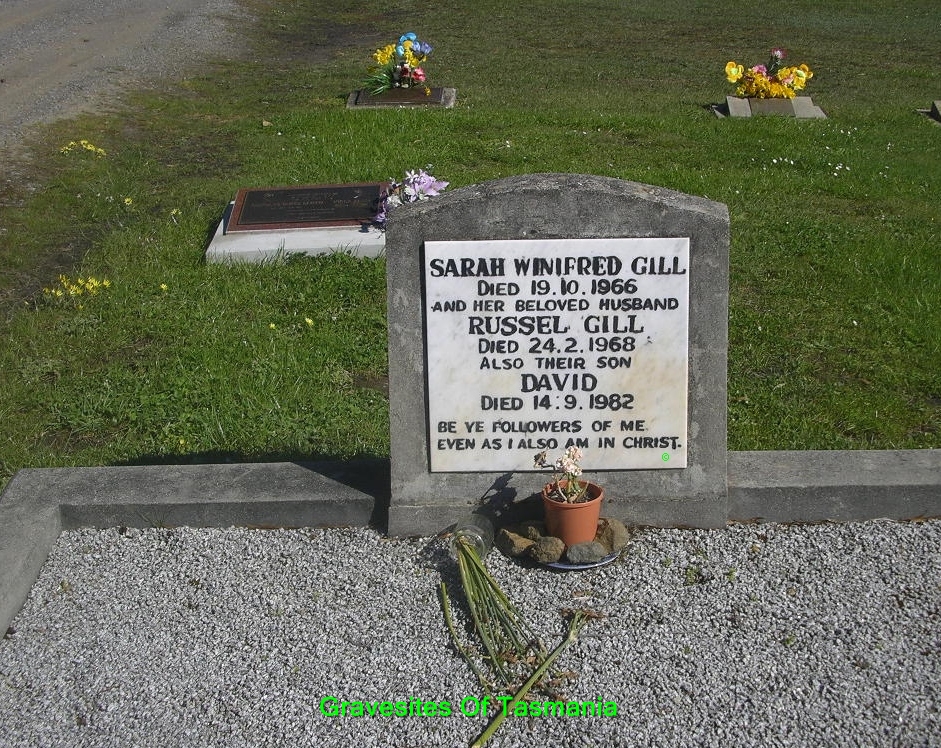 SARAH WINIFRED GILL
DIED 19.10.1966
AND HER BELOVED HUSBAND
RUSSEL GILL
DIED 24.2.1968
ALSO THEIR SON
DAVID
DIED 14.9.1982
BE YE FOLLOWERS OF ME.
EVEN AS I ALSO AM IN CHRIST.
©
Gravesites Of Tasmania